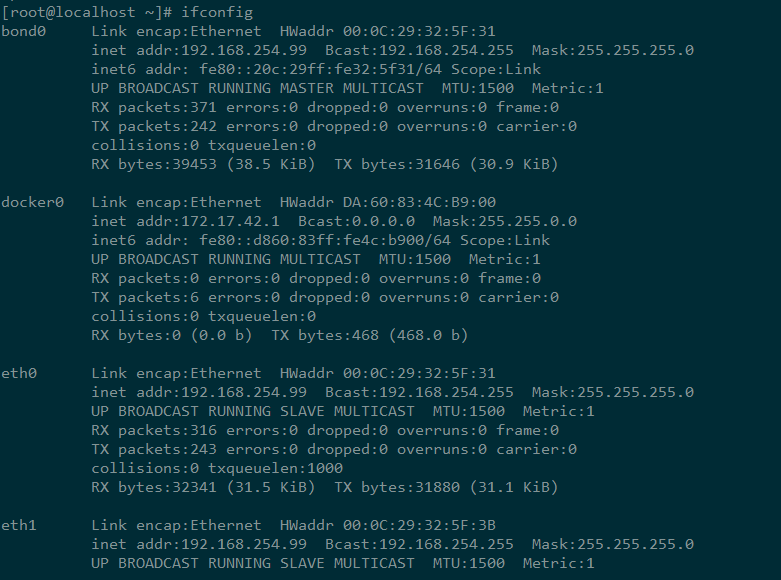 [root@localhost ~]# ifconfig
bond0     Link encap:Ethernet  HWaddr 00:0C:29:32:5F:31
          inet addr:192.168.254.99  Bcast:192.168.254.255  Mask:255.255.255.0
          inet6 addr: fe80::20c:29ff:fe32:5f31/64 Scope:Link
          UP BROADCAST RUNNING MASTER MULTICAST  MTU:1500  Metric:1
          RX packets:371 errors:0 dropped:0 overruns:0 frame:0
          TX packets:242 errors:0 dropped:0 overruns:0 carrier:0
          collisions:0 txqueuelen:0
          RX bytes:39453 (38.5 KiB)  TX bytes:31646 (30.9 KiB)

docker0   Link encap:Ethernet  HWaddr DA:60:83:4C:B9:00
          inet addr:172.17.42.1  Bcast:0.0.0.0  Mask:255.255.0.0
          inet6 addr: fe80::d860:83ff:fe4c:b900/64 Scope:Link
          UP BROADCAST RUNNING MULTICAST  MTU:1500  Metric:1
          RX packets:0 errors:0 dropped:0 overruns:0 frame:0
          TX packets:6 errors:0 dropped:0 overruns:0 carrier:0
          collisions:0 txqueuelen:0
          RX bytes:0 (0.0 b)  TX bytes:468 (468.0 b)

eth0      Link encap:Ethernet  HWaddr 00:0C:29:32:5F:31
          inet addr:192.168.254.99  Bcast:192.168.254.255  Mask:255.255.255.0
          UP BROADCAST RUNNING SLAVE MULTICAST  MTU:1500  Metric:1
          RX packets:316 errors:0 dropped:0 overruns:0 frame:0
          TX packets:243 errors:0 dropped:0 overruns:0 carrier:0
          collisions:0 txqueuelen:1000
          RX bytes:32341 (31.5 KiB)  TX bytes:31880 (31.1 KiB)

eth1      Link encap:Ethernet  HWaddr 00:0C:29:32:5F:3B
          inet addr:192.168.254.99  Bcast:192.168.254.255  Mask:255.255.255.0
          UP BROADCAST RUNNING SLAVE MULTICAST  MTU:1500  Metric:1